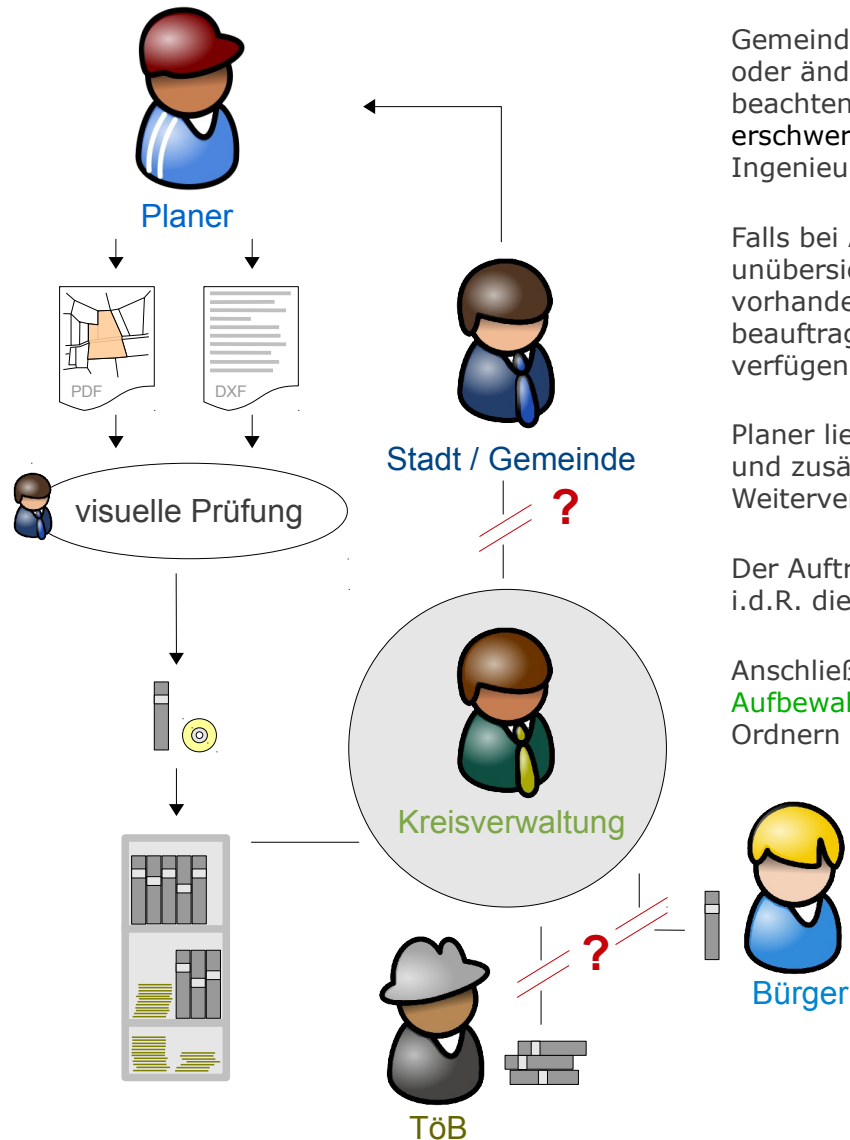 Planer
PDF
DXF
visuelle Prüfung
Stadt / Gemeinde
?
Kreisverwaltung
?
TöB
Bürger
Gemeind
oder änd
beachten
erschwer
Ingenieu
Falls bei
unübersic
vorhande
beauftrag
verfügen
Planer lie
und zusä
Weiterver
Der Auftr
i.d.R. die
Anschließ
Aufbewa
Ordnern